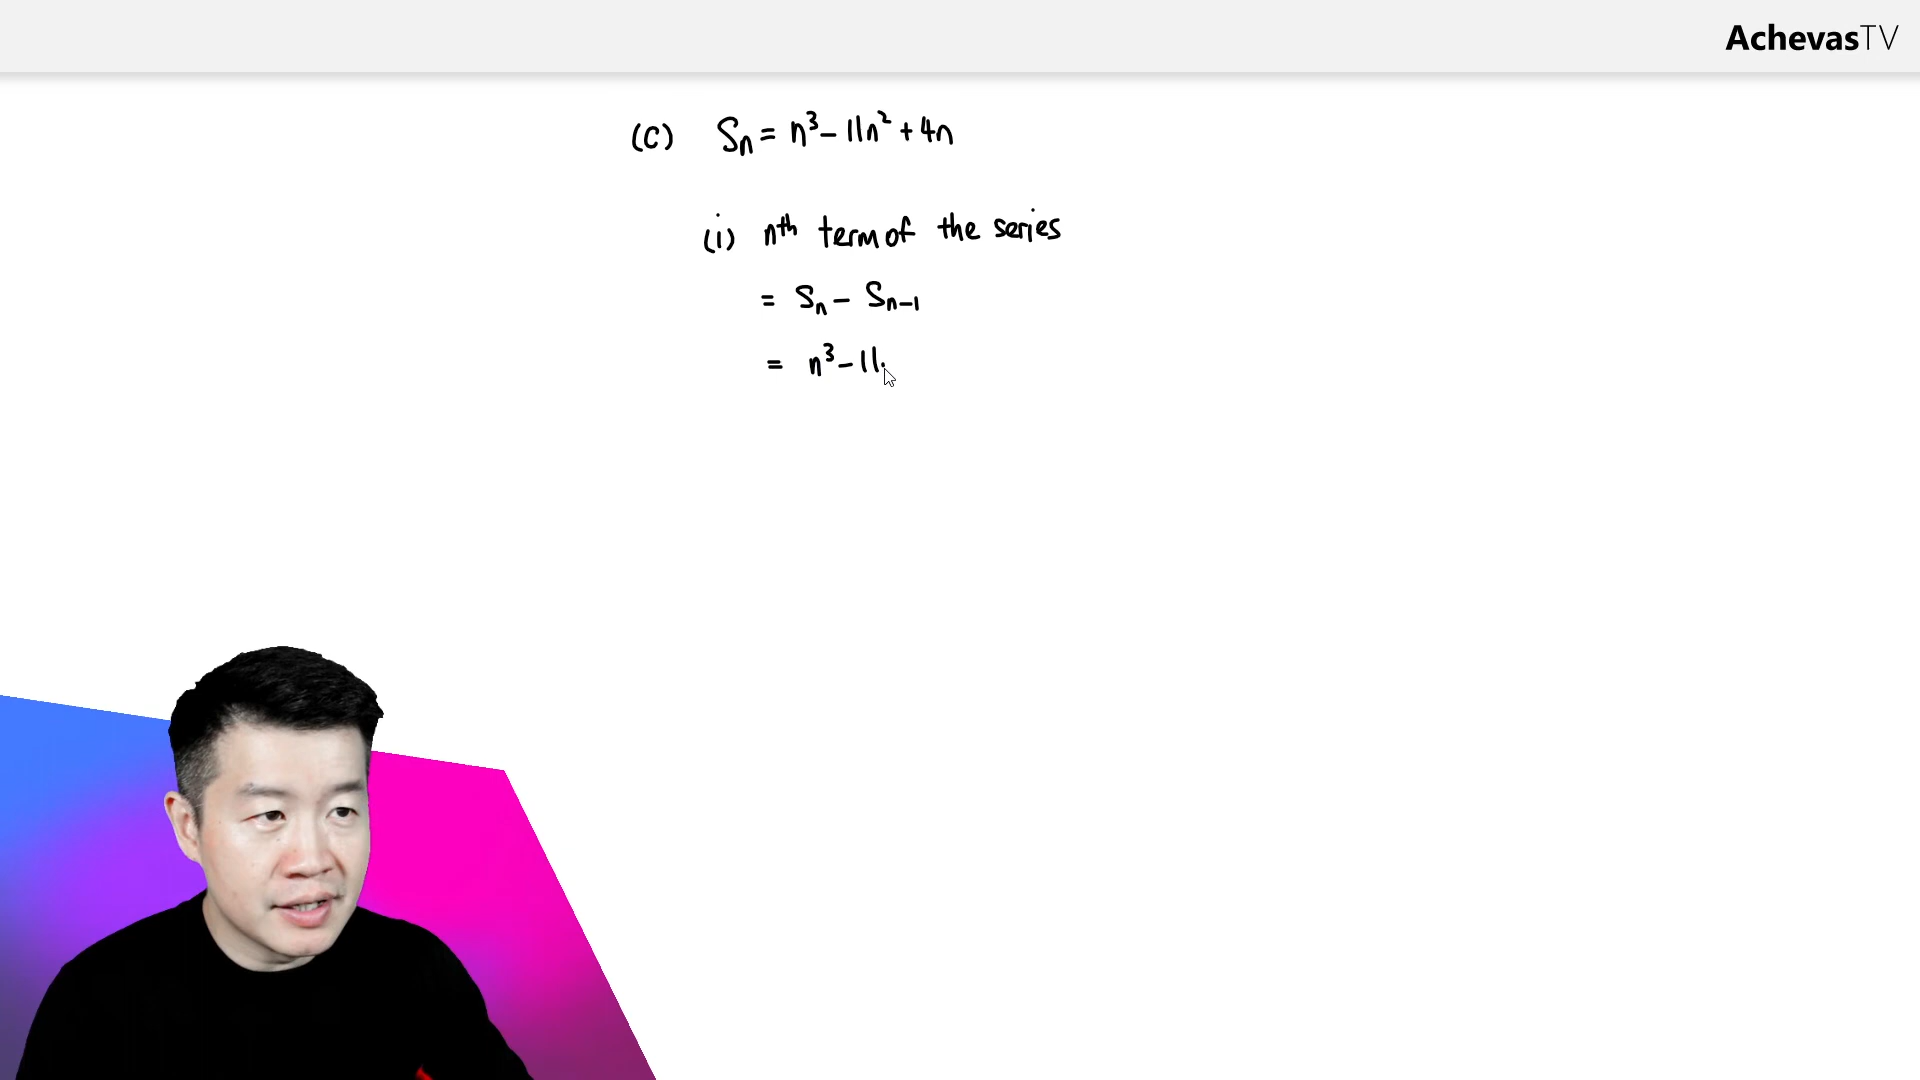 AchevasTV
(C) Sₙ = n³ - 11n² + 4n
(i) nth term of the series
= Sₙ - Sₙ₋₁
= n³ - 11